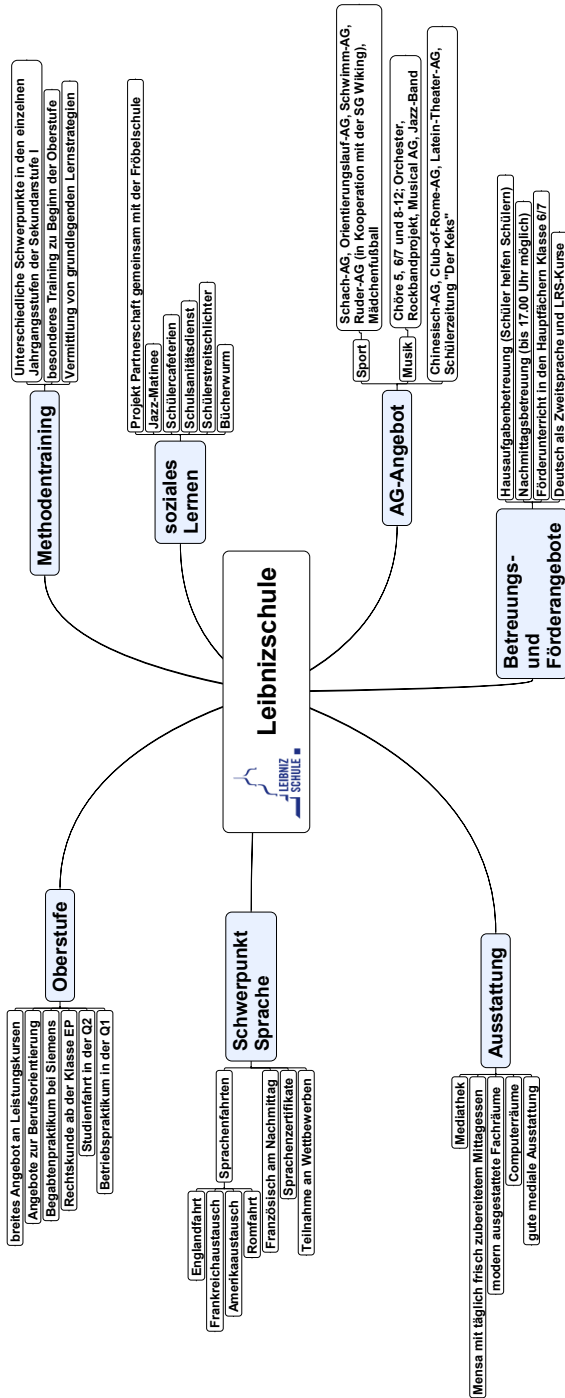 Leibnizschule
LEIBNIZ
SCHULE
Methodentraining
Unterschiedliche Schwerpunkte in den einzelnen
Jahrgangsstufen der Sekundarstufe I
besonderes Training zu Beginn der Oberstufe
Vermittlung von grundlegenden Lernstrategien
soziales
Lernen
Projekt Partnerschaft gemeinsam mit der Fröbelschule
Jazz-Matinee
Schülercafeterien
Schulsanitätsdienst
Schülerstreitschlichter
Bücherwurm
AG-Angebot
Sport
Schach-AG, Orientierungslauf-AG, Schwimm-AG,
Ruder-AG (in Kooperation mit der SG Wiking),
Mädchenfußball
Musik
Chöre 5, 6/7 und 8-12; Orchester,
Rockbandprojekt, Musical AG, Jazz-Band
Chinesisch-AG, Club-of-Rome-AG, Latein-Theater-AG,
Schülerzeitung "Der Keks"
Betreuungs-
und
Förderangebote
Hausaufgabenbetreuung (Schüler helfen Schülern)
Nachmittagsbetreuung (bis 17.00 Uhr möglich)
Förderunterricht in den Hauptfächern Klasse 6/7
Deutsch als Zweitsprache und LRS-Kurse
Oberstufe
breites Angebot an Leistungskursen
Angebote zur Berufsorientierung
Begabtenpraktikum bei Siemens
Rechtskunde ab der Klasse EP
Studienfahrt in der Q2
Betriebspraktikum in der Q1
Schwerpunkt
Sprache
Sprachenfahrten
Englandfahrt
Frankreichaustausch
Amerikaaustausch
Romfahrt
Französisch am Nachmittag
Sprachenzertifikate
Teilnahme an Wettbewerben
Ausstattung
Mediathek
Mensa mit täglich frisch zubereitetem Mittagessen
modern ausgestattete Fachräume
Computerräume
gute mediale Ausstattung